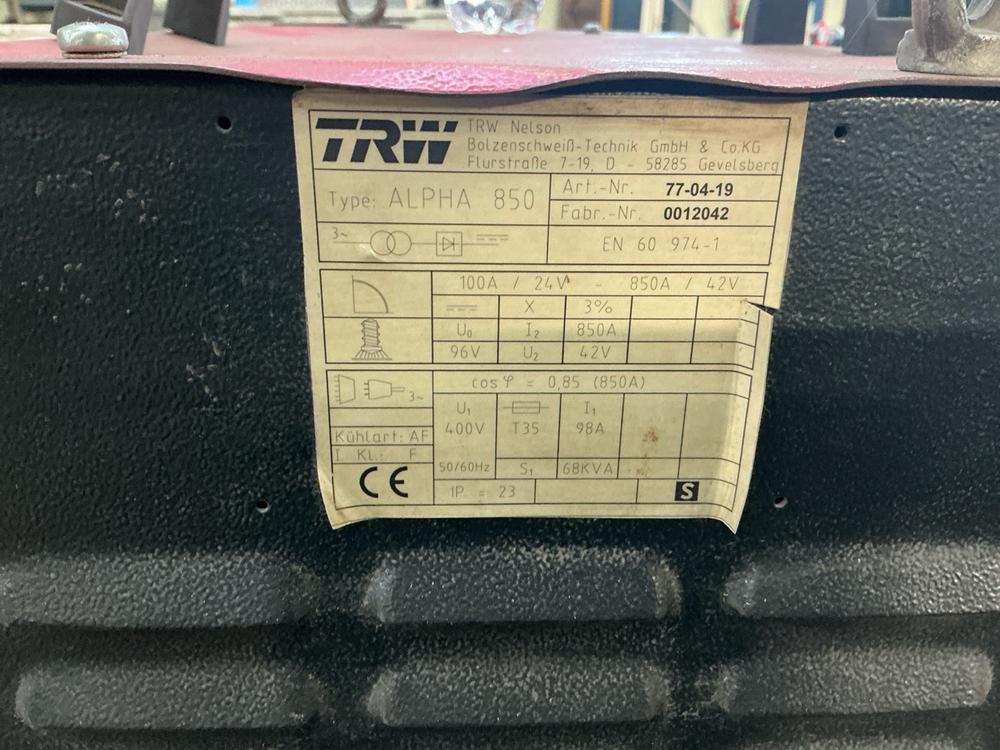 TRW
TRW Nelson
Bolzenschweiß-Technik GmbH & Co.KG
Flurstraße 7-19, D - 58285 Gevelsberg
Type: ALPHA 850
Art.-Nr. 77-04-19
Fabr.-Nr. 0012042
3~
EN 60 974-1
100A / 24V - 850A / 42V
X 3%
U₀ I₂ 850A
96V U₂ 42V
cos φ = 0,85 (850A)
3~
U₁ I₁
400V T35 98A
Kühlart: AF
I. Kl.: F
50/60Hz S₁ 68KVA
CE
IP = 23
S